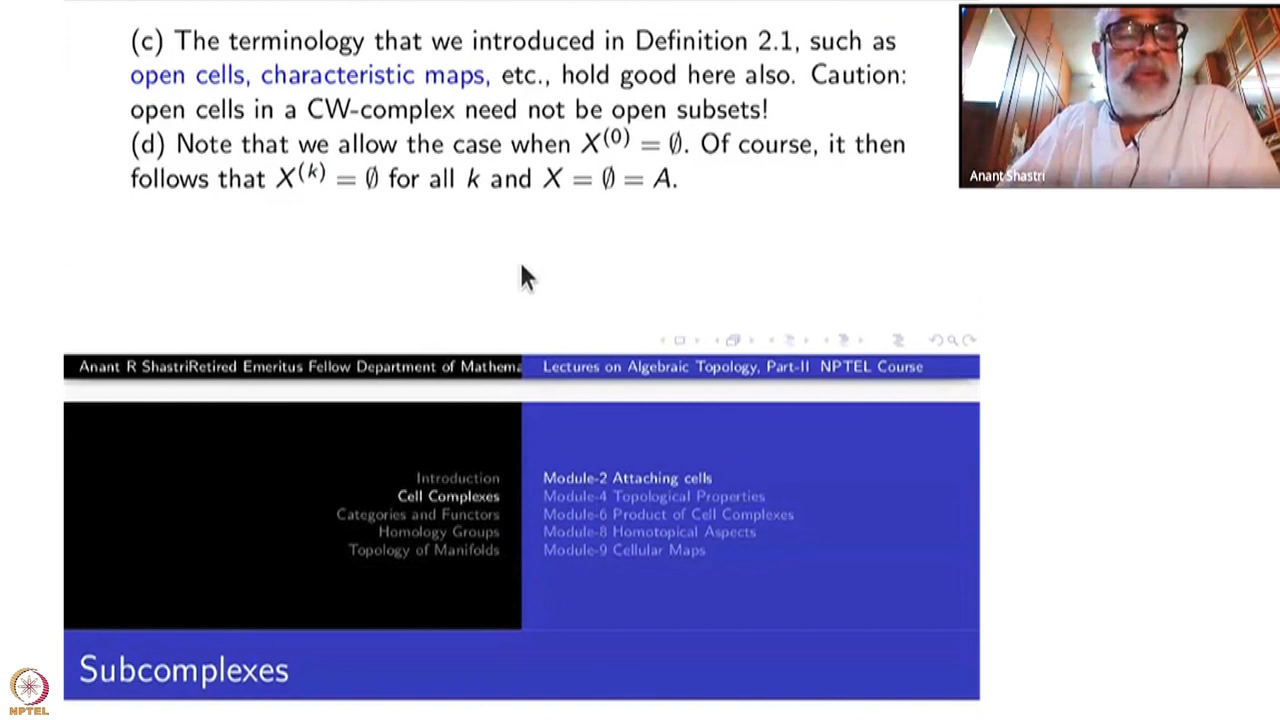 (c) The terminology that we introduced in Definition 2.1, such as
open cells, characteristic maps, etc., hold good here also. Caution:
open cells in a CW-complex need not be open subsets!
(d) Note that we allow the case when X^(0) = ∅. Of course, it then
follows that X^(k) = ∅ for all k and X = ∅ = A.
Anant Shastri
Anant R ShastriRetired Emeritus Fellow Department of Mathema
Lectures on Algebraic Topology, Part-II NPTEL Course
Introduction
Cell Complexes
Categories and Functors
Homology Groups
Topology of Manifolds
Module-2 Attaching cells
Module-4 Topological Properties
Module-6 Product of Cell Complexes
Module-8 Homotopical Aspects
Module-9 Cellular Maps
Subcomplexes
NPTEL